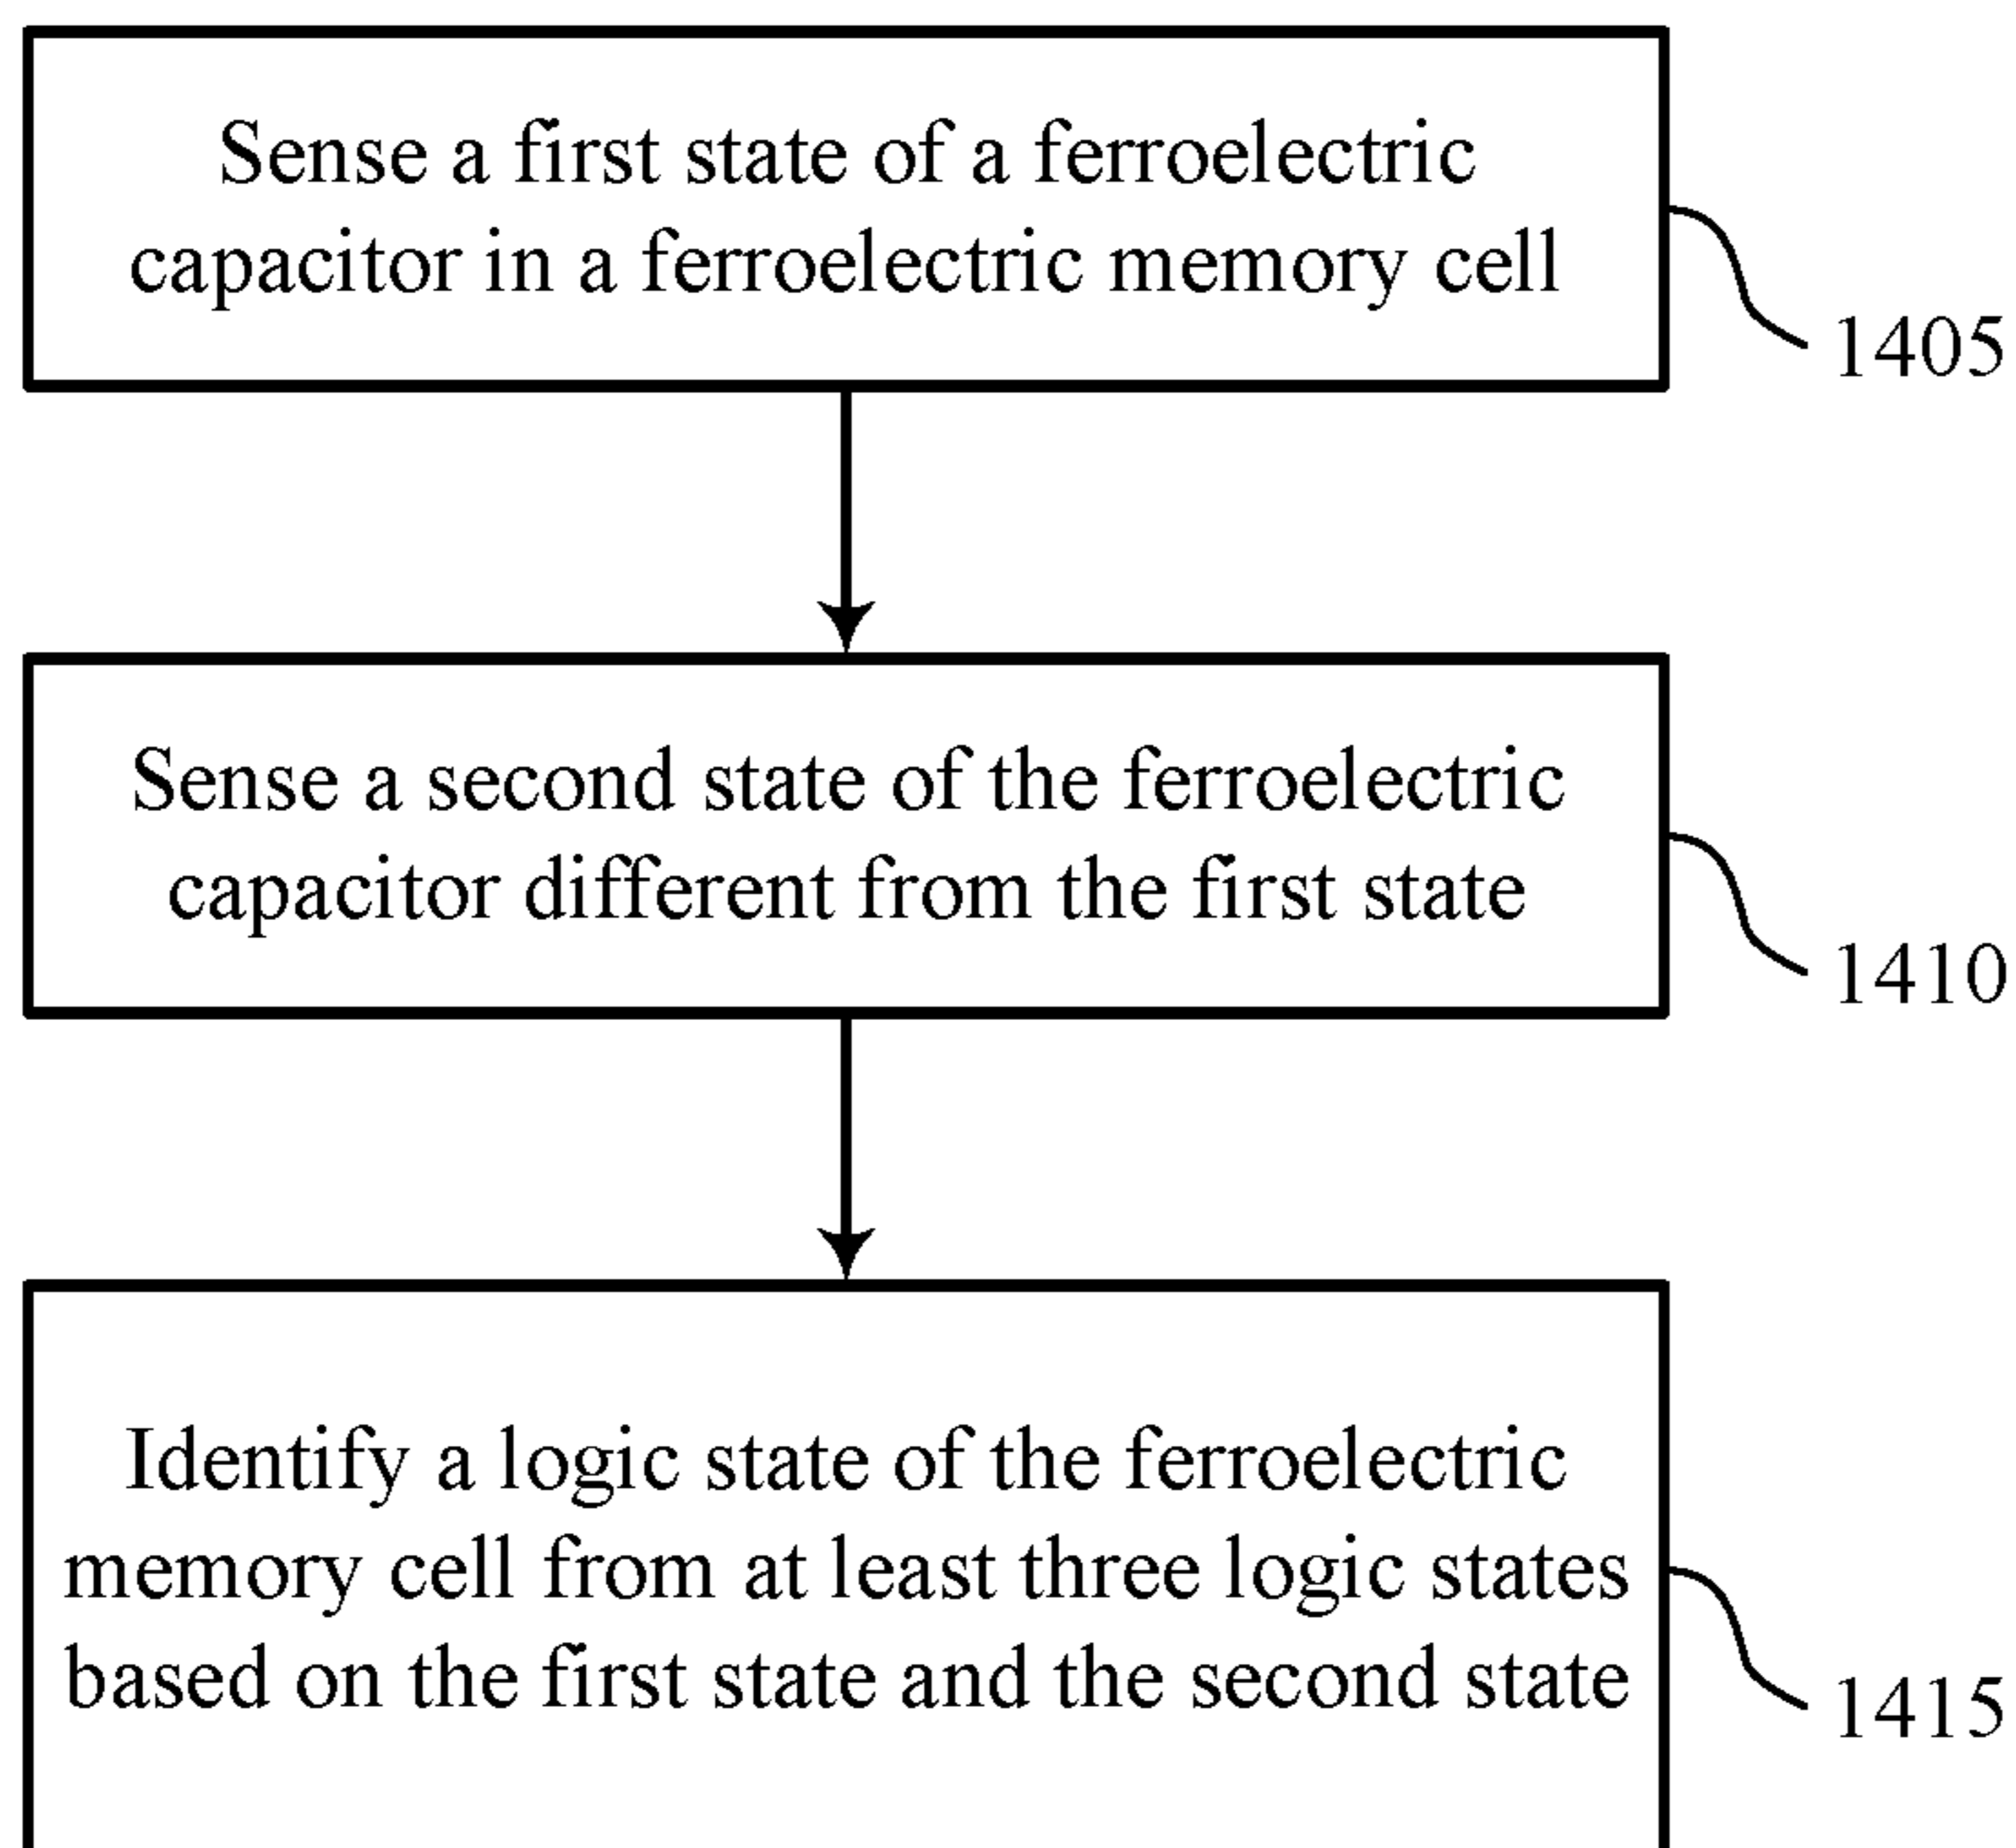 Sense a first state of a ferroelectric
capacitor in a ferroelectric memory cell
1405
Sense a second state of the ferroelectric
capacitor different from the first state
1410
Identify a logic state of the ferroelectric
memory cell from at least three logic states
based on the first state and the second state
1415